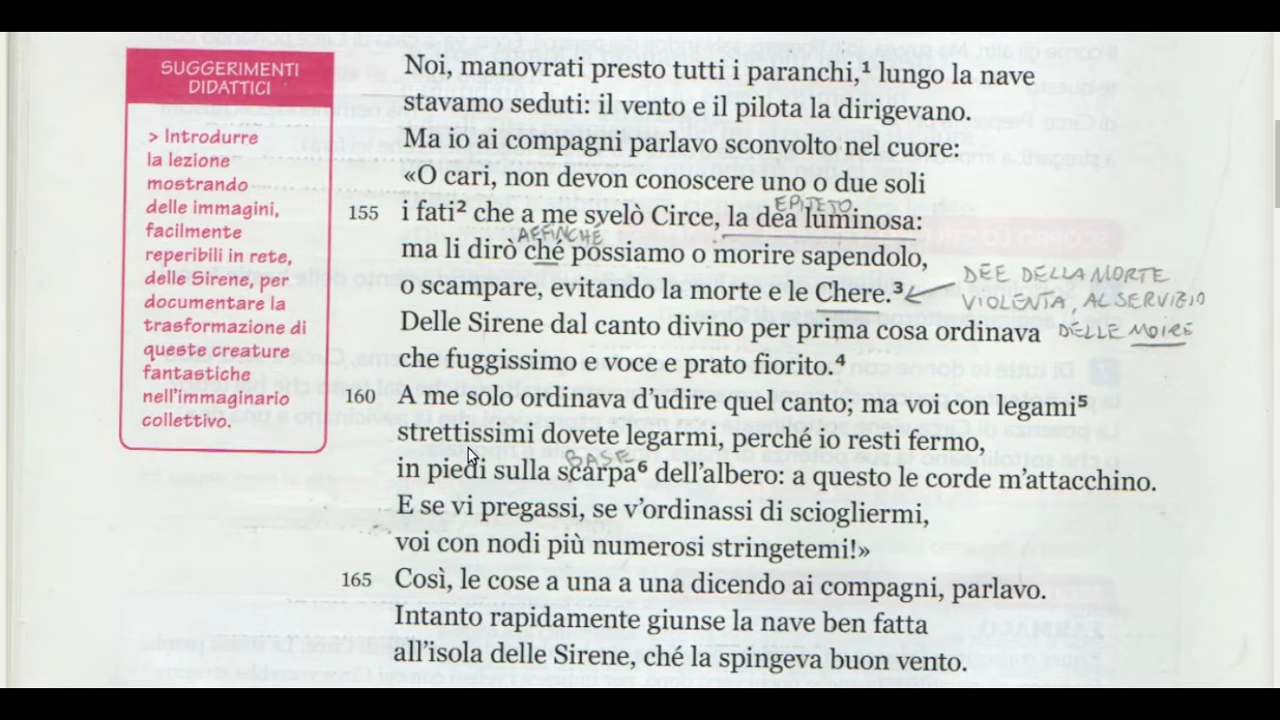 SUGGERIMENTI
DIDATTICI
> Introdurre
la lezione
mostrando
delle immagini,
facilmente
reperibili in rete,
delle Sirene, per
documentare la
trasformazione di
queste creature
fantastiche
nell'immaginario
collettivo.
Noi, manovrati presto tutti i paranchi,¹ lungo la nave
stavamo seduti: il vento e il pilota la dirigevano.
Ma io ai compagni parlavo sconvolto nel cuore:
«O cari, non devon conoscere uno o due soli
EPITETO
155 i fati² che a me svelò Circe, la dea luminosa:
AFFINCHÉ
ma li dirò ché possiamo o morire sapendolo,
o scampare, evitando la morte e le Chere.³
DEE DELLA MORTE
VIOLENTA, AL SERVIZIO
DELLE MOIRE
Delle Sirene dal canto divino per prima cosa ordinava
che fuggissimo e voce e prato fiorito.⁴
160 A me solo ordinava d'udire quel canto; ma voi con legami⁵
strettissimi dovete legarmi, perché io resti fermo,
BASE
in piedi sulla scarpa⁶ dell'albero: a questo le corde m'attacchino.
E se vi pregassi, se v'ordinassi di sciogliermi,
voi con nodi più numerosi stringetemi!»
165 Così, le cose a una a una dicendo ai compagni, parlavo.
Intanto rapidamente giunse la nave ben fatta
all'isola delle Sirene, ché la spingeva buon vento.